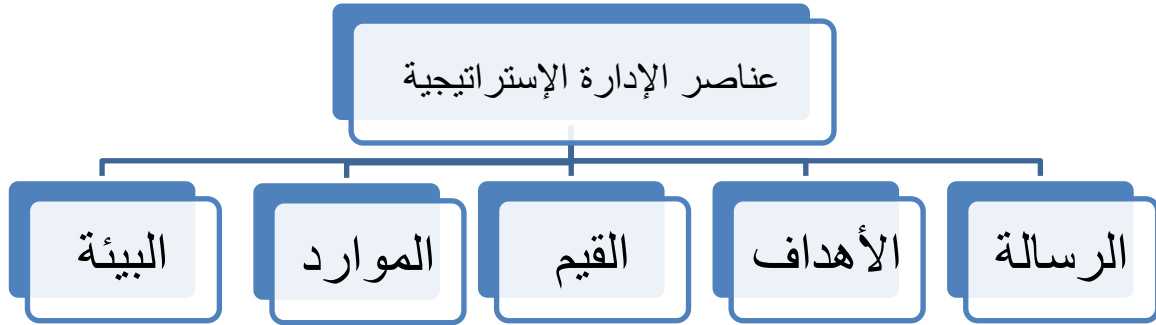 عناصر الإدارة الإستراتيجية
الرسالة
الأهداف
القيم
الموارد
البيئة